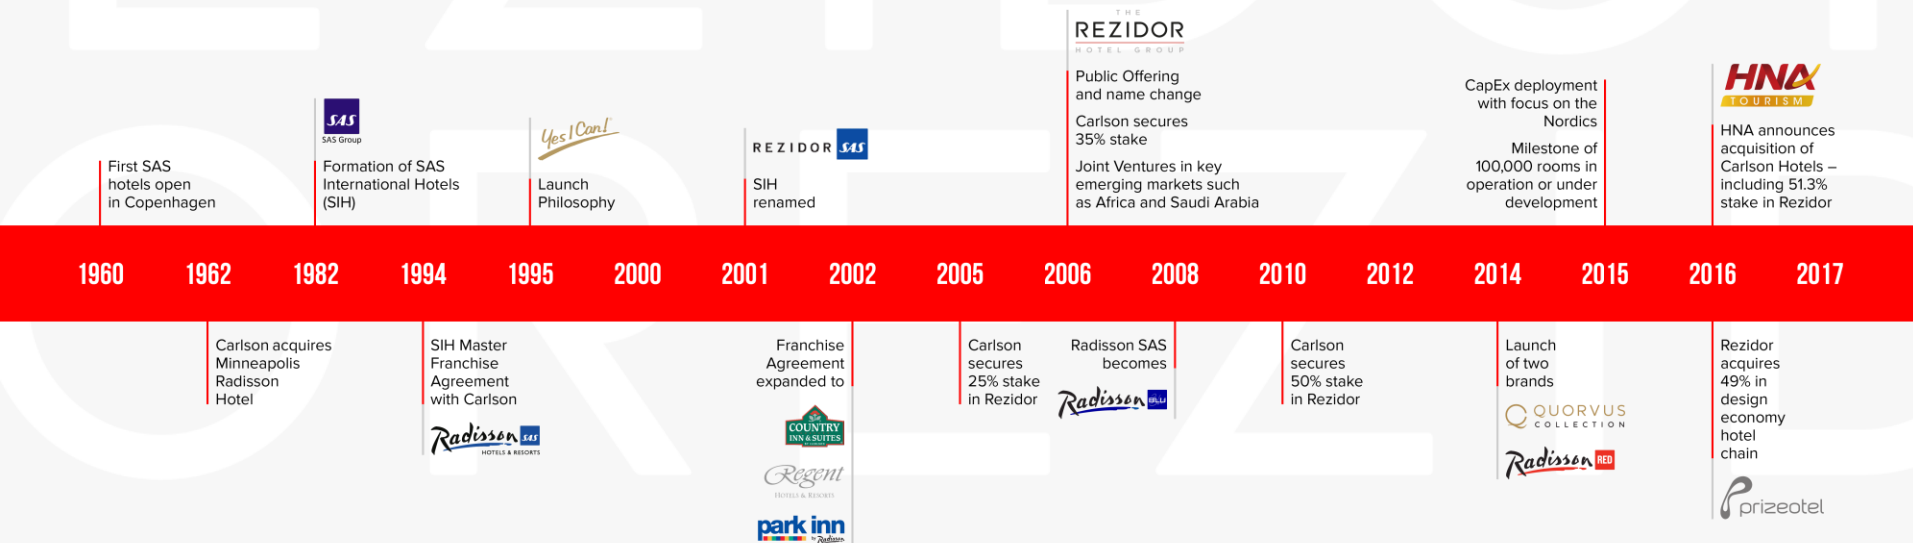 THE
REZIDOR
HOTEL GROUP
Public Offering
and name change
Carlson secures
35% stake
Joint Ventures in key
emerging markets such
as Africa and Saudi Arabia
CapEx deployment
with focus on the
Nordics
Milestone of
100,000 rooms in
operation or under
development
HNA
TOURISM
HNA announces
acquisition of
Carlson Hotels –
including 51.3%
stake in Rezidor
First SAS
hotels open
in Copenhagen
SAS
SAS Group
Formation of SAS
International Hotels
(SIH)
Yes I Can!
Launch
Philosophy
REZIDOR SAS
SIH
renamed
1960 1962 1982 1994 1995 2000 2001 2002 2005 2006 2008 2010 2012 2014 2015 2016 2017
Carlson acquires
Minneapolis
Radisson
Hotel
SIH Master
Franchise
Agreement
with Carlson
Radisson SAS
HOTELS & RESORTS
Franchise
Agreement
expanded to
COUNTRY
INN & SUITES
Regent
HOTELS & RESORTS
park inn
by Radisson
Carlson
secures
25% stake
in Rezidor
Radisson SAS
becomes
Radisson BLU
Carlson
secures
50% stake
in Rezidor
Launch
of two
brands
QUORVUS
COLLECTION
Radisson RED
Rezidor
acquires
49% in
design
economy
hotel
chain
prizeotel